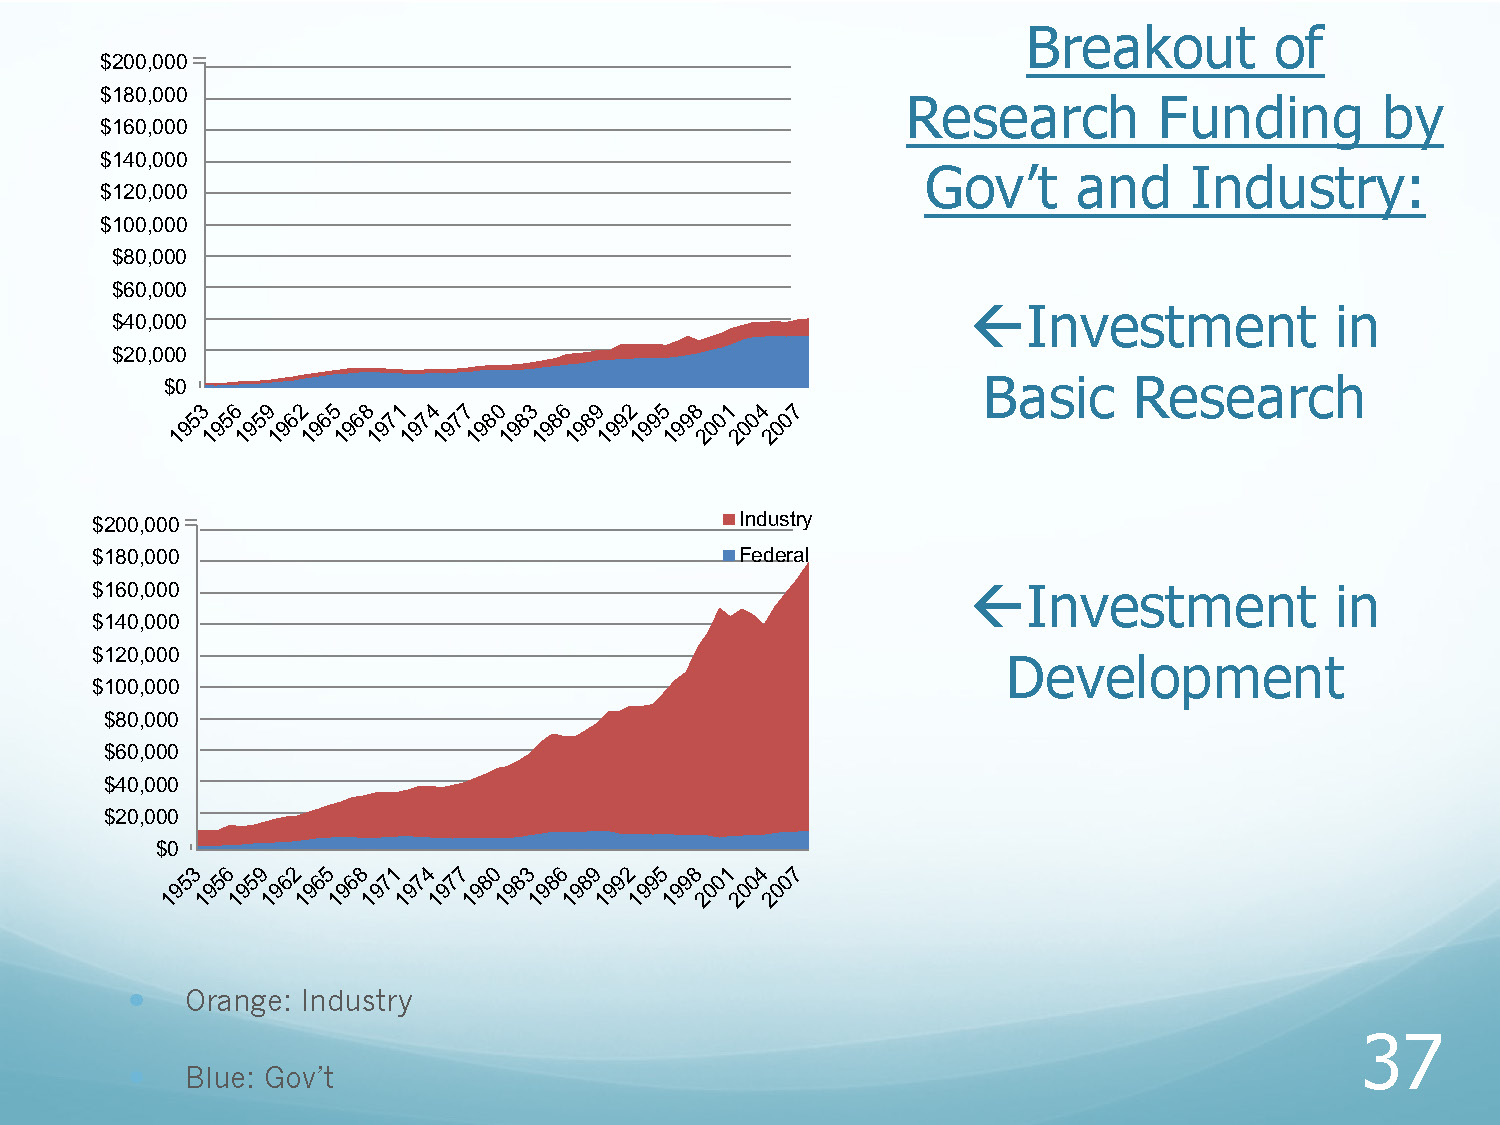 Breakout of
Research Funding by
Gov’t and Industry:
←Investment in
Basic Research
←Investment in
Development
$200,000
$180,000
$160,000
$140,000
$120,000
$100,000
$80,000
$60,000
$40,000
$20,000
$0
1953 1956 1959 1962 1965 1968 1971 1974 1977 1980 1983 1986 1989 1992 1995 1998 2001 2004 2007
$200,000
$180,000
$160,000
$140,000
$120,000
$100,000
$80,000
$60,000
$40,000
$20,000
$0
Industry
Federal
1953 1956 1959 1962 1965 1968 1971 1974 1977 1980 1983 1986 1989 1992 1995 1998 2001 2004 2007
• Orange: Industry
• Blue: Gov’t
37